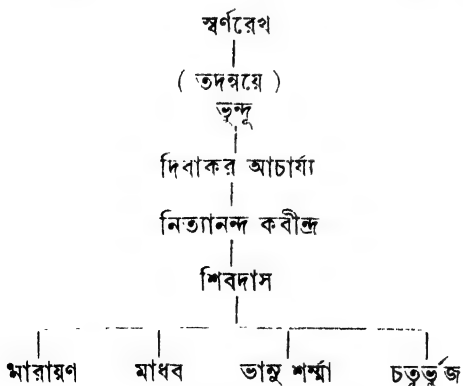 স্বর্ণরেখ
( তদন্বয়ে )
ভুন্দূ
দিবাকর আচার্য্য
নিত্যানন্দ কবীন্দ্র
শিবদাস
নারায়ণ মাধব ভানু শর্ম্মা চতুর্ভুজ